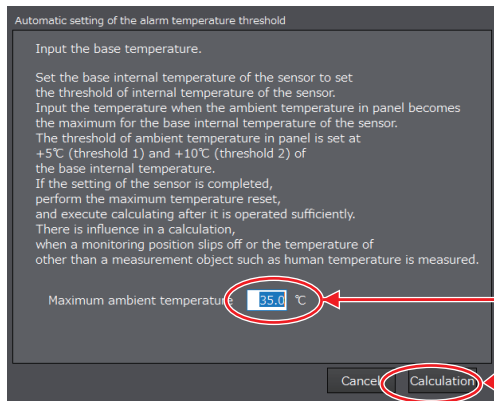 Automatic setting of the alarm temperature threshold
Input the base temperature.
Set the base internal temperature of the sensor to set
the threshold of internal temperature of the sensor.
Input the temperature when the ambient temperature in panel becomes
the maximum for the base internal temperature of the sensor.
The threshold of ambient temperature in panel is set at
+5℃ (threshold 1) and +10℃ (threshold 2) of
the base internal temperature.
If the setting of the sensor is completed,
perform the maximum temperature reset,
and execute calculating after it is operated sufficiently.
There is influence in a calculation,
when a monitoring position slips off or the temperature of
other than a measurement object such as human temperature is measured.
Maximum ambient temperature 35.0 ℃
Cancel Calculation